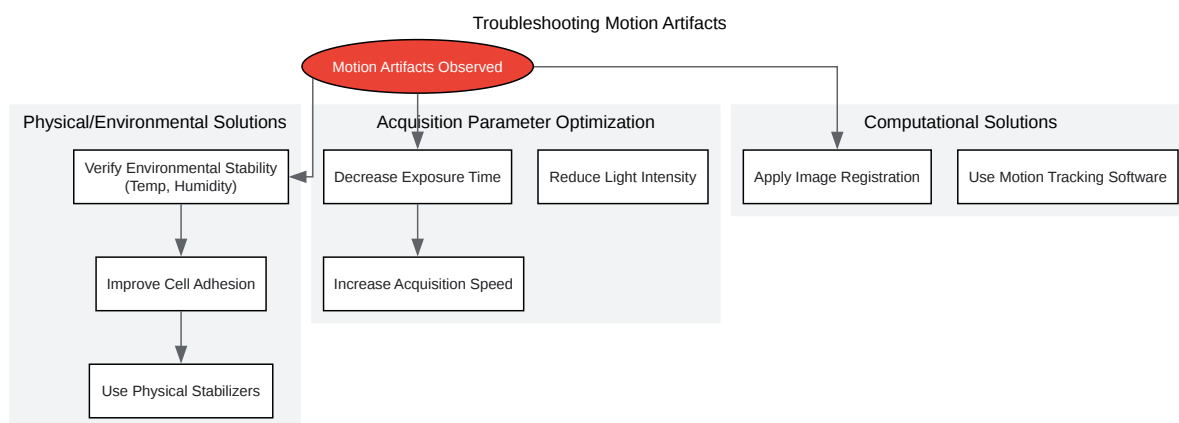 Troubleshooting Motion Artifacts
Motion Artifacts Observed
Physical/Environmental Solutions
Verify Environmental Stability
(Temp, Humidity)
Improve Cell Adhesion
Use Physical Stabilizers
Acquisition Parameter Optimization
Decrease Exposure Time
Reduce Light Intensity
Increase Acquisition Speed
Computational Solutions
Apply Image Registration
Use Motion Tracking Software